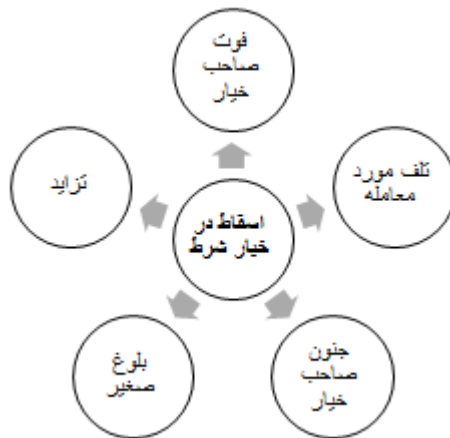 فوت
صاحب
خیار
تلف مورد
معامله
تزاید
اسقاط در
خیار شرط
جنون
صاحب
خیار
بلوغ
صغیر